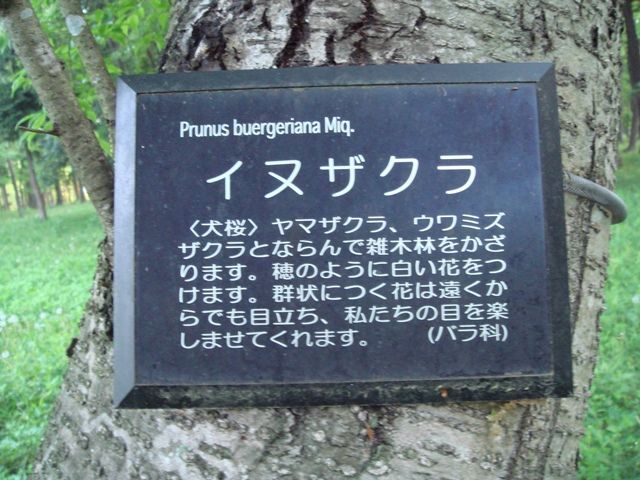 Prunus buergeriana Miq.
イヌザクラ
〈犬桜〉ヤマザクラ、ウワミズ
ザクラとならんで雑木林をかざ
ります。穂のように白い花をつ
けます。群状につく花は遠くか
らでも目立ち、私たちの目を楽
しませてくれます。 (バラ科)